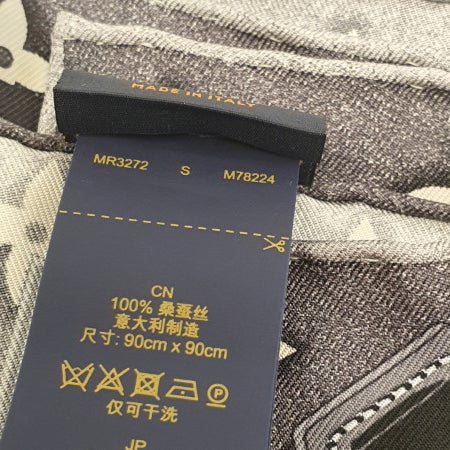 MADE IN ITALY
MR3272 S M78224
CN
100% 桑蚕丝
意大利制造
尺寸: 90cm x 90cm
P
仅可干洗
JP